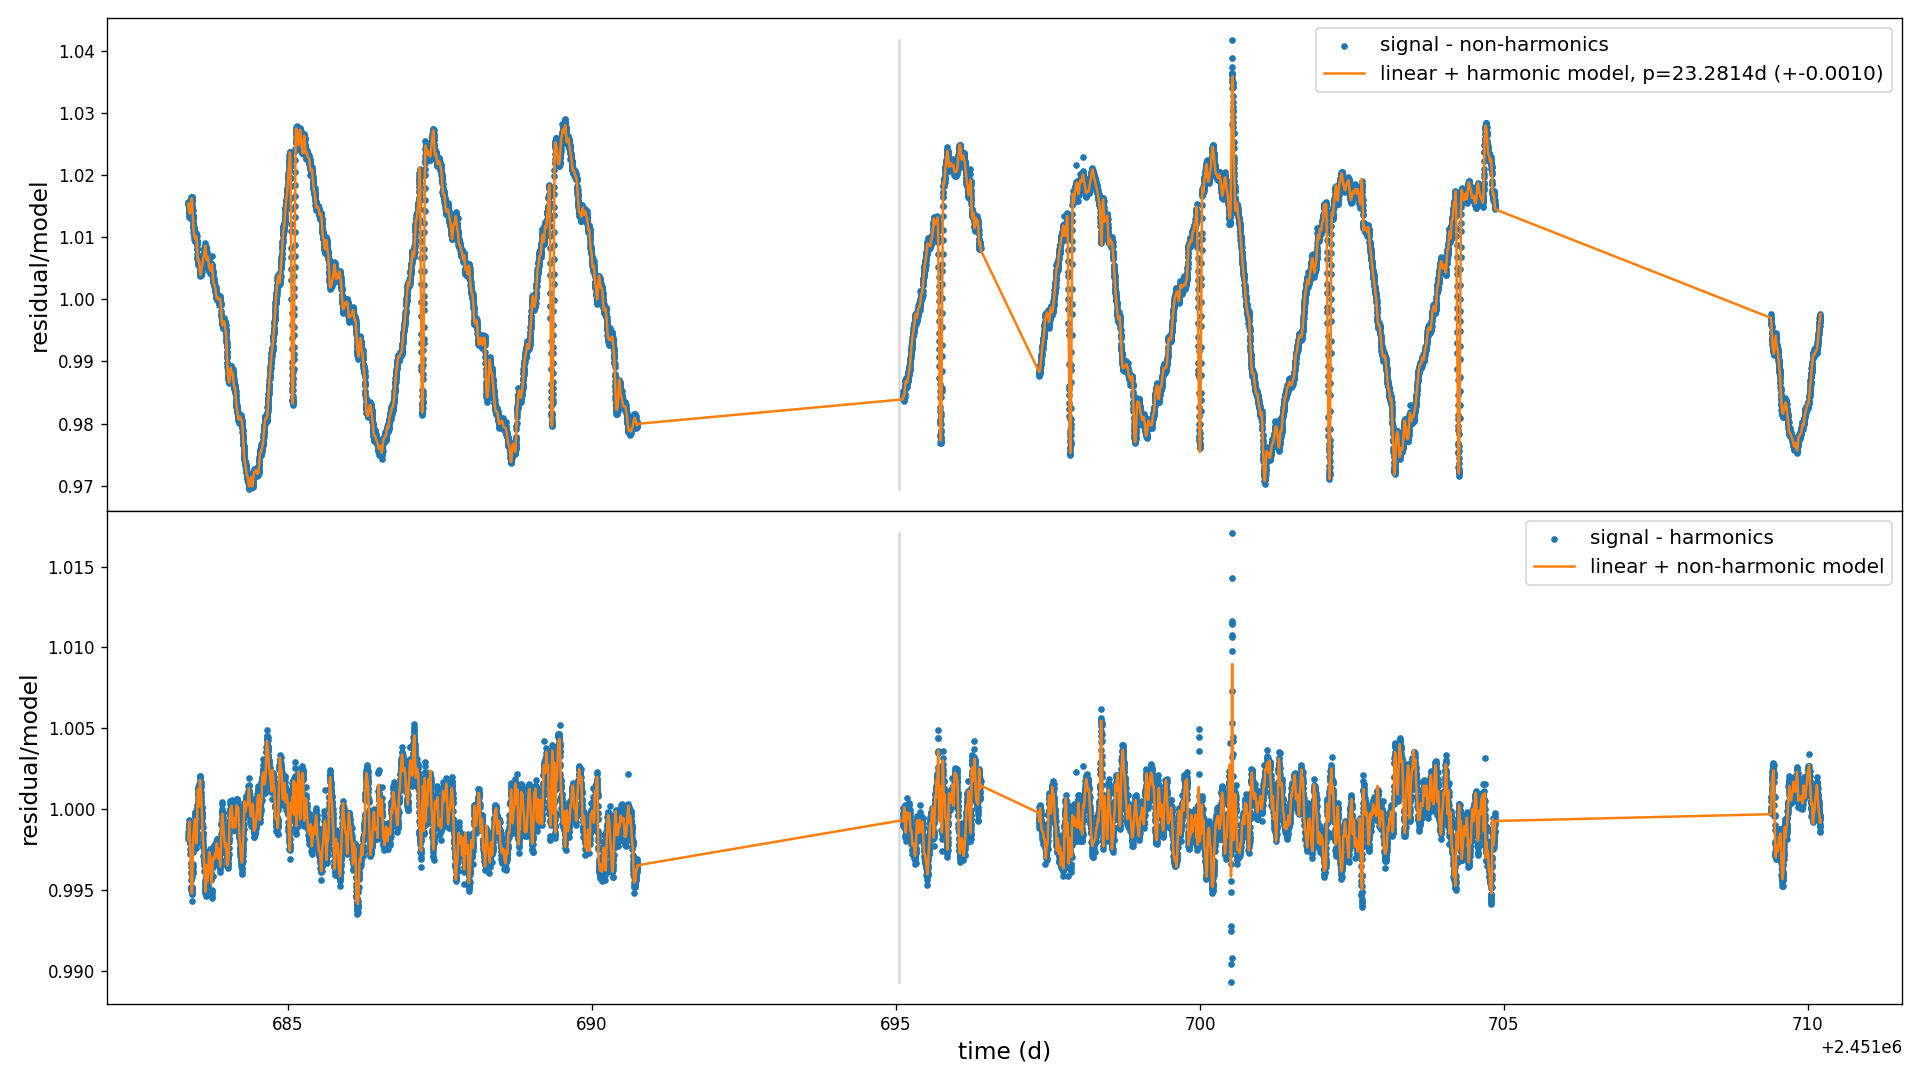 1.04
1.03
1.02
1.01
1.00
0.99
0.98
0.97
residual/model
signal - non-harmonics
linear + harmonic model, p=23.2814d (+-0.0010)
1.015
1.010
1.005
1.000
0.995
0.990
residual/model
signal - harmonics
linear + non-harmonic model
685
690
695
700
705
710
time (d)
+2.451e6